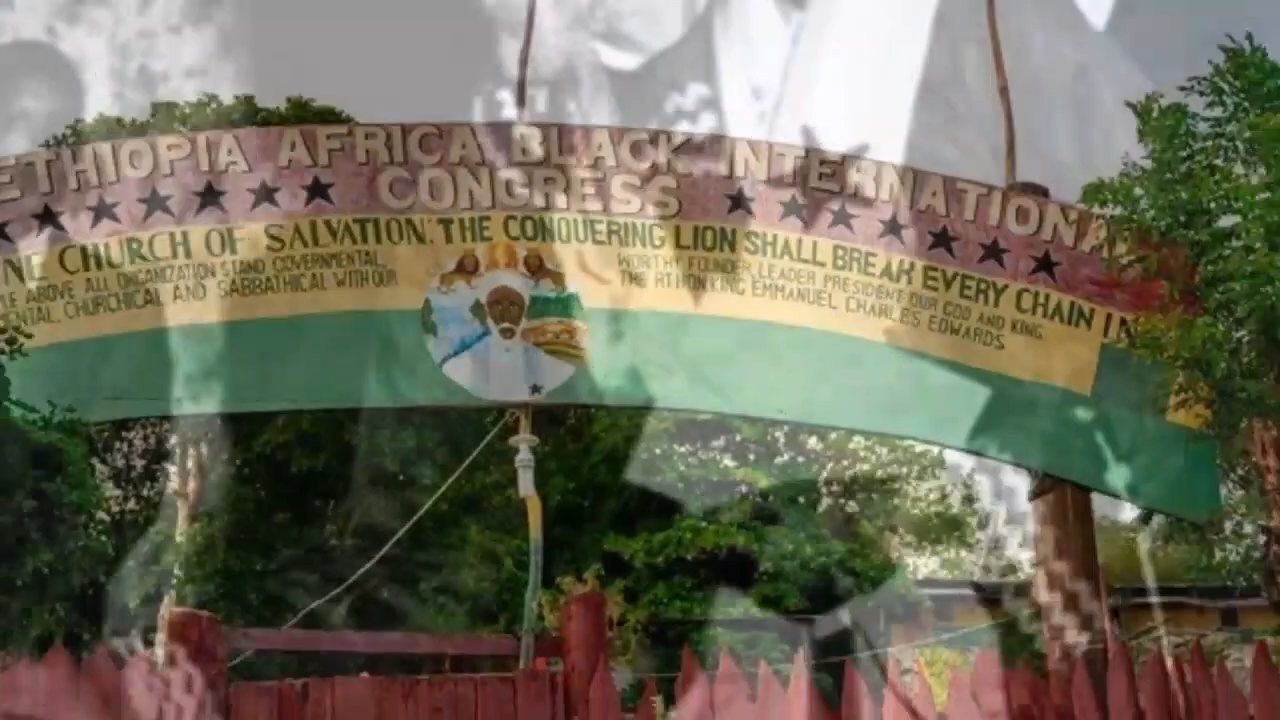 ETHIOPIA AFRICA BLACK INTERNATIONAL
CONGRESS
CHURCH OF SALVATION. THE CONQUERING LION SHALL BREAK EVERY CHAIN IN
ABOVE ALL ORGANIZATION STAND GOVERNMENTAL,
CHURCHICAL AND SABBATHICAL WITH OUR
WORTHY FOUNDER, LEADER PRESIDENT OUR GOD AND KING
THE RT HON KING EMMANUEL CHARLES EDWARDS